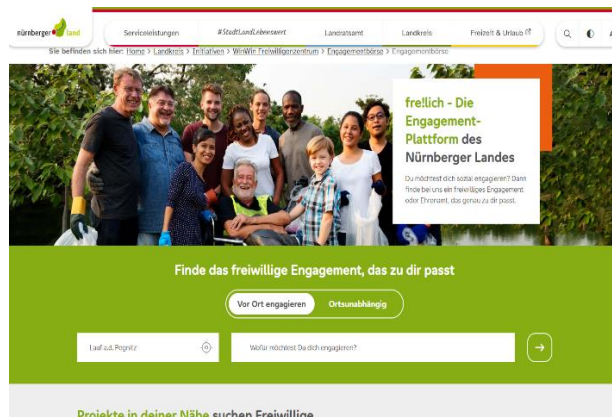 nürnberger land
Serviceleistungen
#StadtLandLebenswert
Landratsamt
Landkreis
Freizeit & Urlaub
Sie befinden sich hier: Home > Landkreis > Initiativen > WinWin Freiwilligenzentrum > Engagementbörse > Engagementbörse
fre!lich - Die
Engagement-
Plattform des
Nürnberger Landes
Du möchtest dich sozial engagieren? Dann
finde bei uns ein freiwilliges Engagement
oder Ehrenamt, das genau zu dir passt.
Finde das freiwillige Engagement, das zu dir passt
Vor Ort engagieren
Ortsunabhängig
Lauf a.d. Pegnitz
Wofür möchtest Du dich engagieren?
Projekte in deiner Nähe suchen Freiwillige